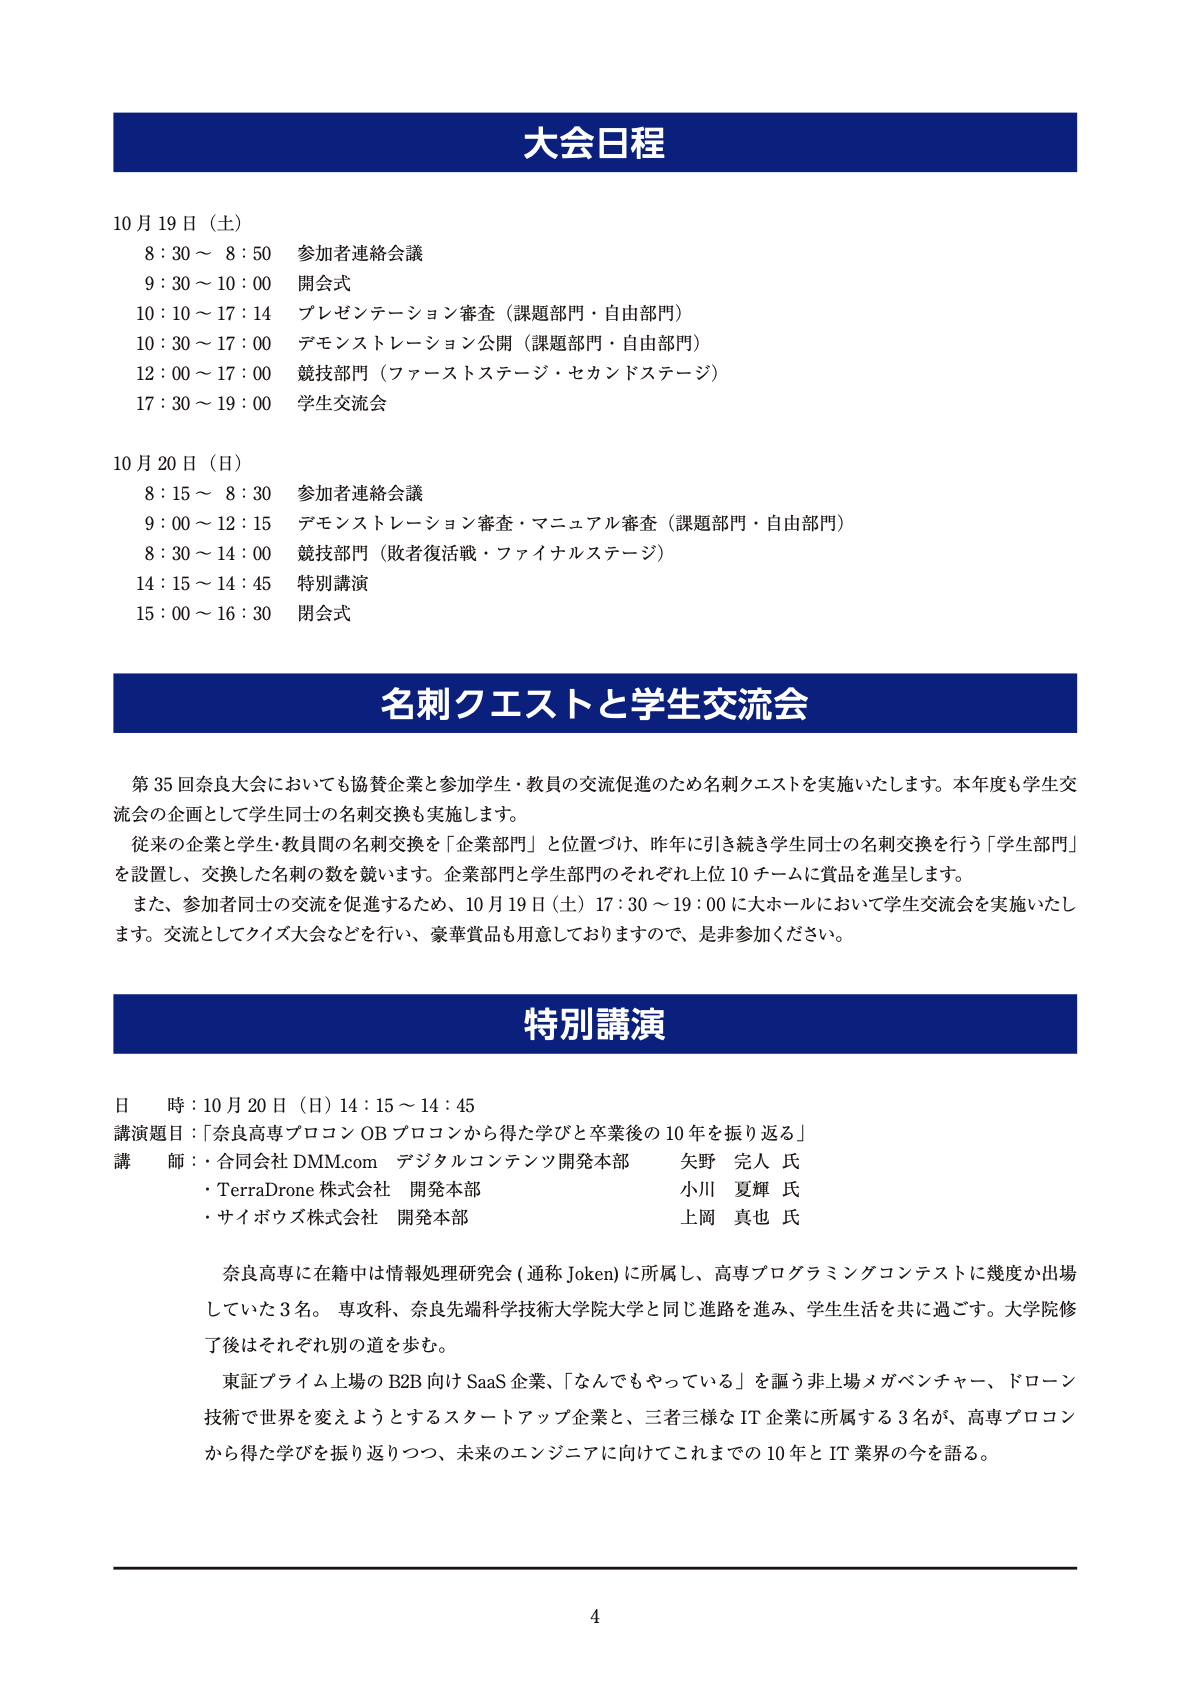 大会日程
10 月 19 日（土）
8：30 ～ 8：50　参加者連絡会議
9：30 ～ 10：00　開会式
10：10 ～ 17：14　プレゼンテーション審査（課題部門・自由部門）
10：30 ～ 17：00　デモンストレーション公開（課題部門・自由部門）
12：00 ～ 17：00　競技部門（ファーストステージ・セカンドステージ）
17：30 ～ 19：00　学生交流会
10 月 20 日（日）
8：15 ～ 8：30　参加者連絡会議
9：00 ～ 12：15　デモンストレーション審査・マニュアル審査（課題部門・自由部門）
8：30 ～ 14：00　競技部門（敗者復活戦・ファイナルステージ）
14：15 ～ 14：45　特別講演
15：00 ～ 16：30　閉会式
名刺クエストと学生交流会
第 35 回奈良大会においても協賛企業と参加学生・教員の交流促進のため名刺クエストを実施いたします。本年度も学生交
流会の企画として学生同士の名刺交換も実施します。
従来の企業と学生・教員間の名刺交換を「企業部門」と位置づけ、昨年に引き続き学生同士の名刺交換を行う「学生部門」
を設置し、交換した名刺の数を競います。企業部門と学生部門のそれぞれ上位 10 チームに賞品を進呈します。
また、参加者同士の交流を促進するため、10 月 19 日（土）17：30 ～ 19：00 に大ホールにおいて学生交流会を実施いたし
ます。交流としてクイズ大会などを行い、豪華賞品も用意しておりますので、是非参加ください。
特別講演
日　　時：10 月 20 日（日）14：15 ～ 14：45
講演題目：「奈良高専プロコン OB プロコンから得た学びと卒業後の 10 年を振り返る」
講　　師：・合同会社 DMM.com　デジタルコンテンツ開発本部　矢野　完人 氏
・TerraDrone 株式会社　開発本部　小川　夏輝 氏
・サイボウズ株式会社　開発本部　上岡　真也 氏
奈良高専に在籍中は情報処理研究会 ( 通称 Joken) に所属し、高専プログラミングコンテストに幾度か出場
していた 3 名。 専攻科、奈良先端科学技術大学院大学と同じ進路を進み、学生生活を共に過ごす。大学院修
了後はそれぞれ別の道を歩む。
東証プライム上場の B2B 向け SaaS 企業、「なんでもやっている」を謳う非上場メガベンチャー、ドローン
技術で世界を変えようとするスタートアップ企業と、三者三様な IT 企業に所属する 3 名が、高専プロコン
から得た学びを振り返りつつ、未来のエンジニアに向けてこれまでの 10 年と IT 業界の今を語る。
4